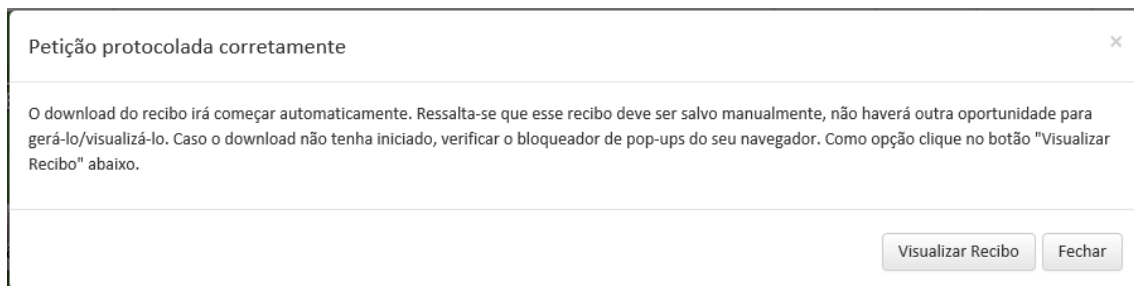 Petição protocolada corretamente
×
O download do recibo irá começar automaticamente. Ressalta-se que esse recibo deve ser salvo manualmente, não haverá outra oportunidade para
gerá-lo/visualizá-lo. Caso o download não tenha iniciado, verificar o bloqueador de pop-ups do seu navegador. Como opção clique no botão "Visualizar
Recibo" abaixo.
Visualizar Recibo Fechar